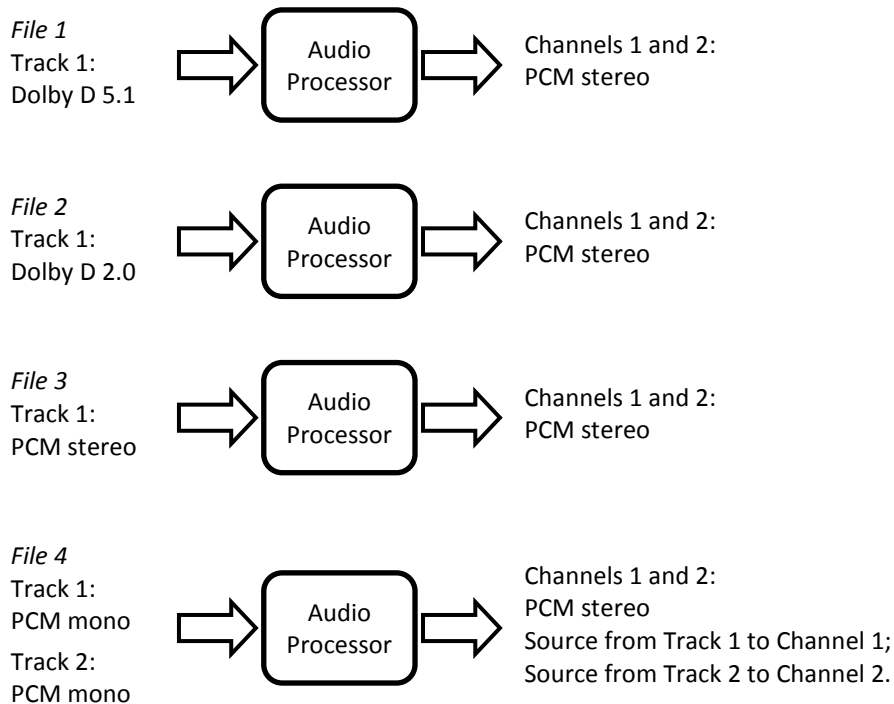 File 1
Track 1:
Dolby D 5.1
Audio
Processor
Channels 1 and 2:
PCM stereo
File 2
Track 1:
Dolby D 2.0
Audio
Processor
Channels 1 and 2:
PCM stereo
File 3
Track 1:
PCM stereo
Audio
Processor
Channels 1 and 2:
PCM stereo
File 4
Track 1:
PCM mono
Track 2:
PCM mono
Audio
Processor
Channels 1 and 2:
PCM stereo
Source from Track 1 to Channel 1;
Source from Track 2 to Channel 2.